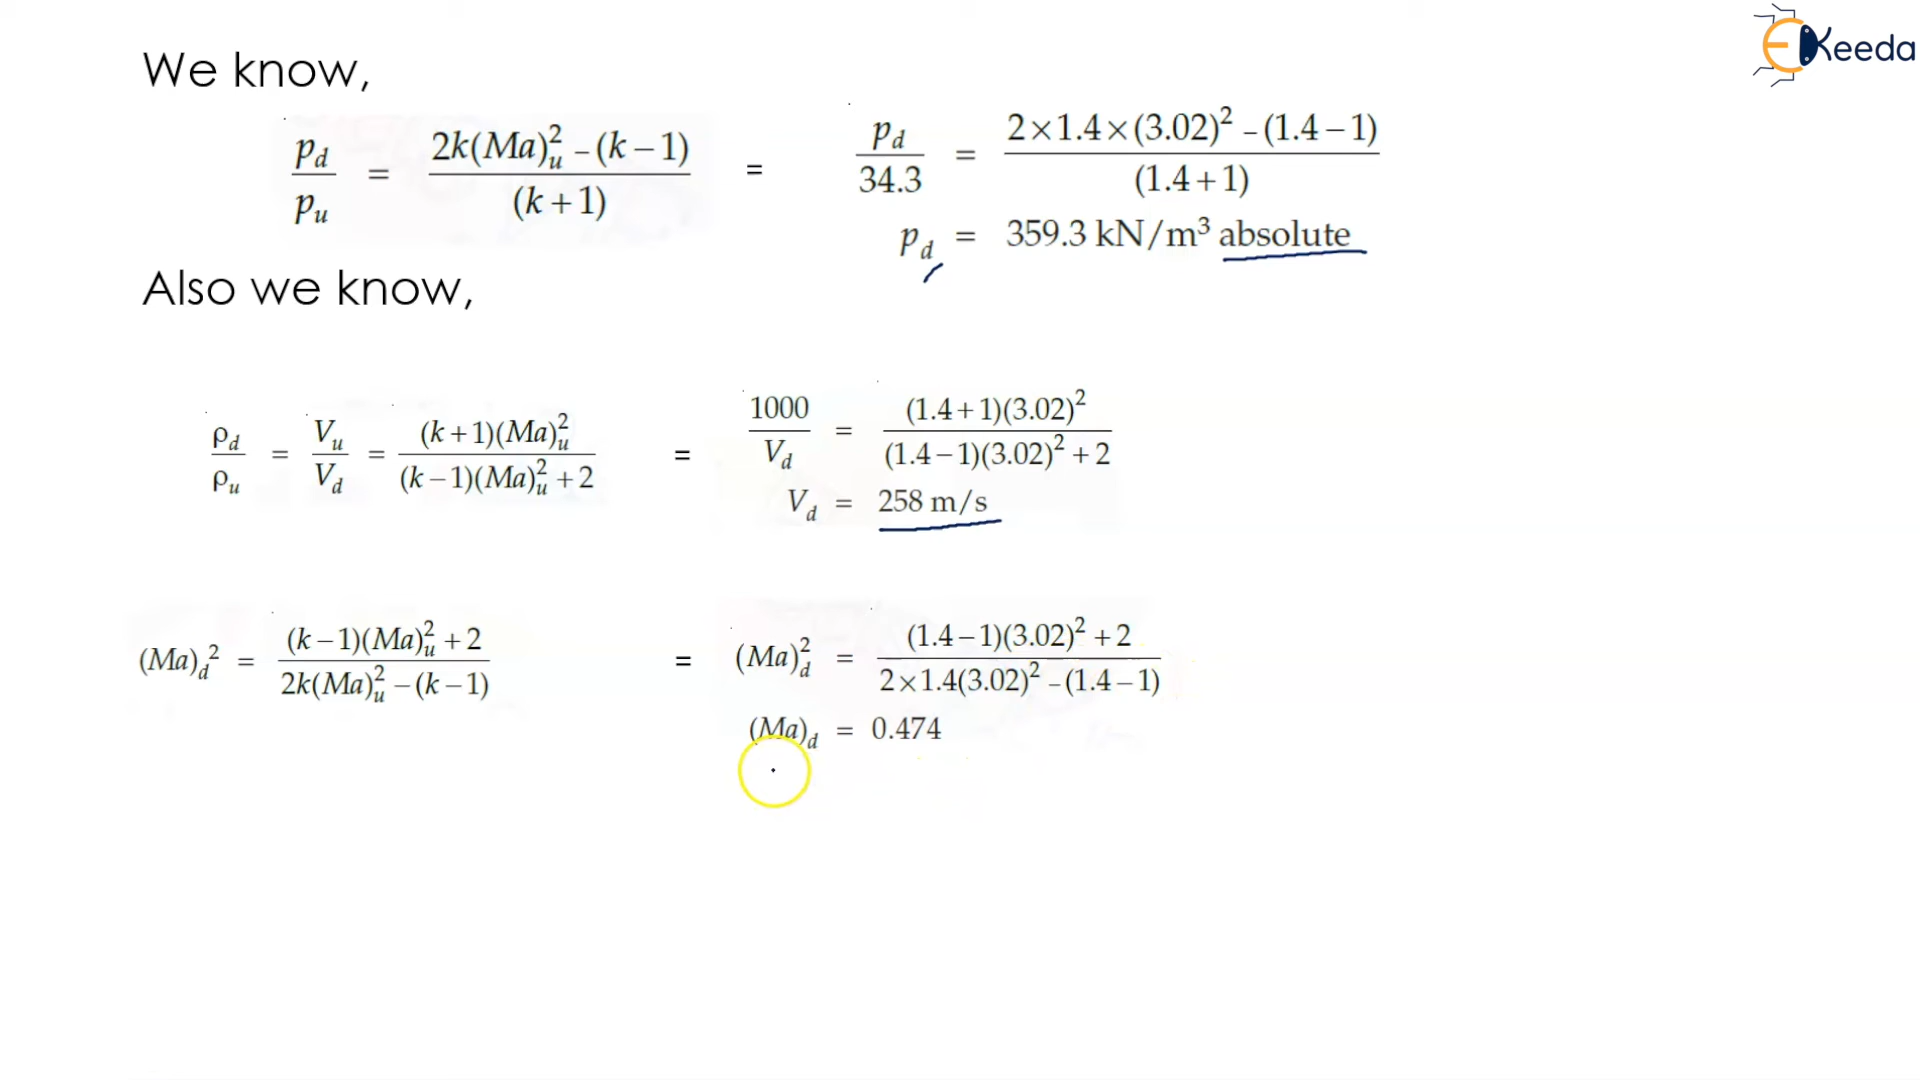 EKeeda
We know,
p_d/p_u = (2k(Ma)_u^2 – (k – 1))/(k + 1) = p_d/34.3 = (2×1.4×(3.02)^2 – (1.4 – 1))/(1.4 + 1)
p_d = 359.3 kN/m^3 absolute
Also we know,
ρ_d/ρ_u = V_u/V_d = ((k + 1)(Ma)_u^2)/((k – 1)(Ma)_u^2 + 2) = 1000/V_d = ((1.4 + 1)(3.02)^2)/((1.4 – 1)(3.02)^2 + 2)
V_d = 258 m/s
(Ma)_d^2 = ((k – 1)(Ma)_u^2 + 2)/(2k(Ma)_u^2 – (k – 1)) = (Ma)_d^2 = ((1.4 – 1)(3.02)^2 + 2)/(2×1.4(3.02)^2 – (1.4 – 1))
(Ma)_d = 0.474